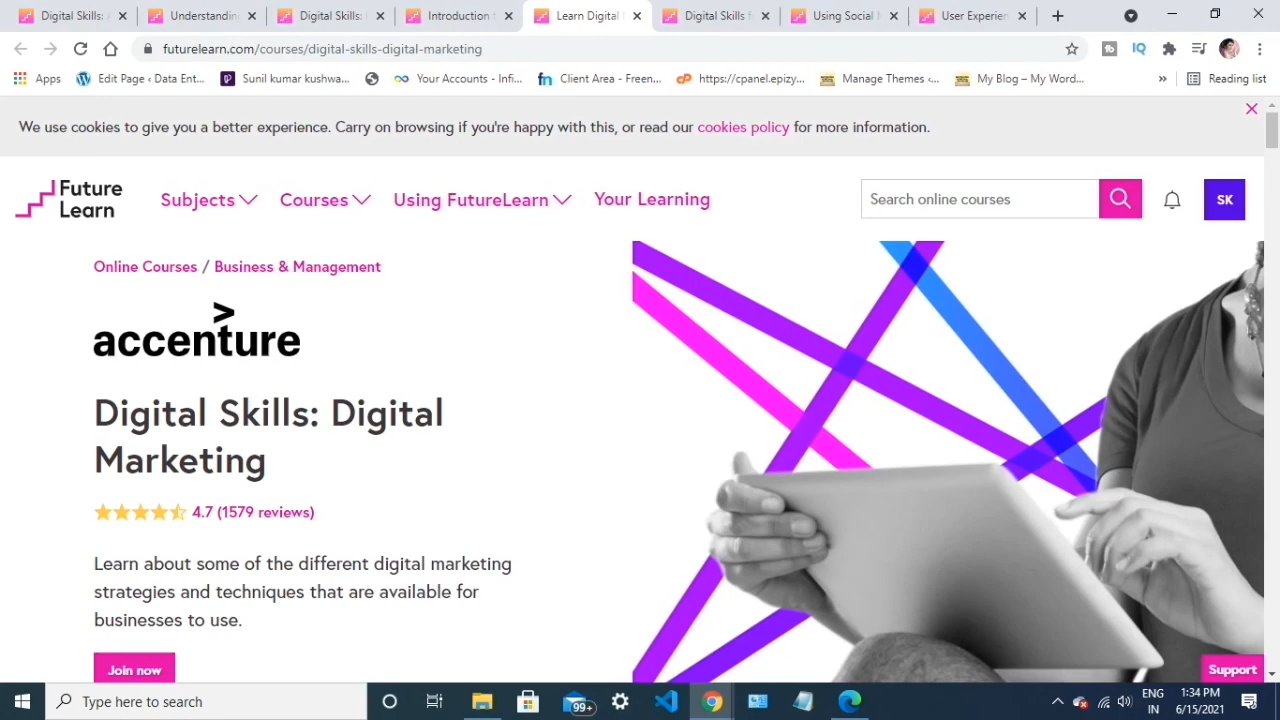 Digital Skills: A
Understandin
Digital Skills:
Introduction t
Learn Digital
Digital Skills f
Using Social M
User Experien
futurelearn.com/courses/digital-skills-digital-marketing
IQ
Apps
Edit Page ‹ Data Ent...
Sunil kumar kushwa...
Your Accounts - Infi...
fn
Client Area - Freen...
cP
https://cpanel.epizy...
Manage Themes ‹...
My Blog – My Word...
»
Reading list
We use cookies to give you a better experience. Carry on browsing if you're happy with this, or read our cookies policy for more information.
Future
Learn
Subjects
Courses
Using FutureLearn
Your Learning
Search online courses
SK
Online Courses / Business & Management
accenture
Digital Skills: Digital
Marketing
4.7 (1579 reviews)
Learn about some of the different digital marketing
strategies and techniques that are available for
businesses to use.
Join now
Support
Type here to search
99+
ENG
IN
1:34 PM
6/15/2021